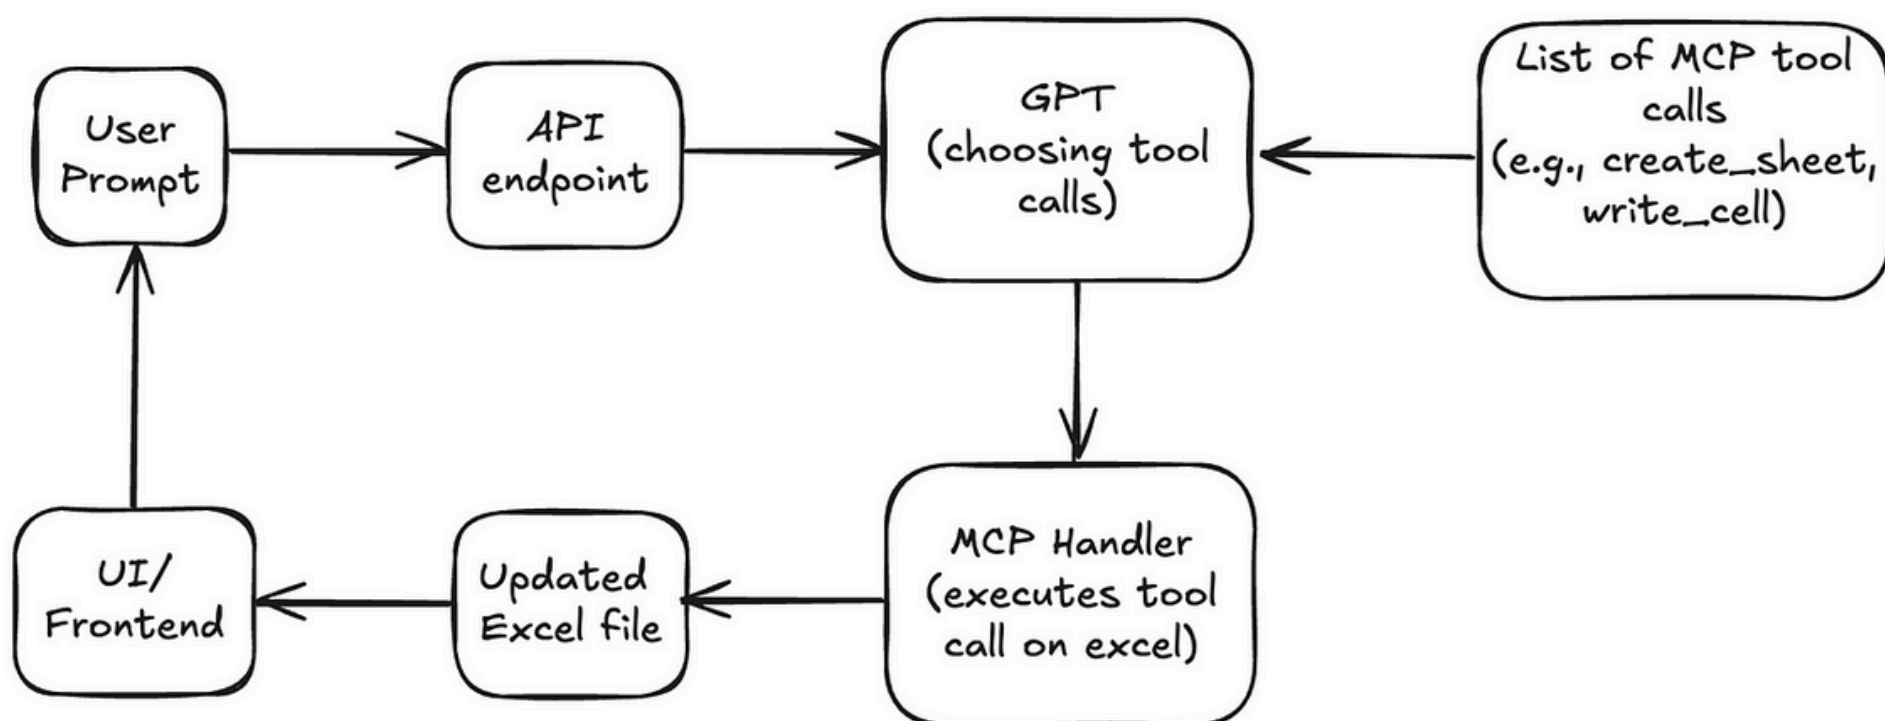 User
Prompt
API
endpoint
GPT
(choosing tool
calls)
List of MCP tool
calls
(e.g., create_sheet,
write_cell)
UI/
Frontend
Updated
Excel file
MCP Handler
(executes tool
call on excel)